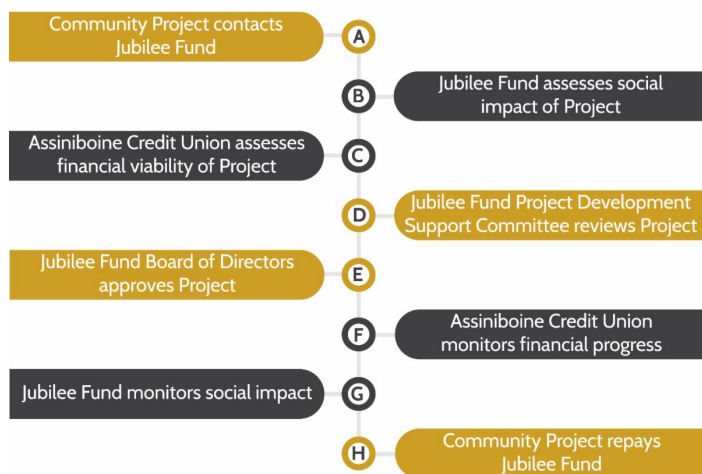 Community Project contacts
Jubilee Fund
A
B
Jubilee Fund assesses social
impact of Project
Assiniboine Credit Union assesses
financial viability of Project
C
D
Jubilee Fund Project Development
Support Committee reviews Project
Jubilee Fund Board of Directors
approves Project
E
F
Assiniboine Credit Union
monitors financial progress
Jubilee Fund monitors social impact
G
H
Community Project repays
Jubilee Fund